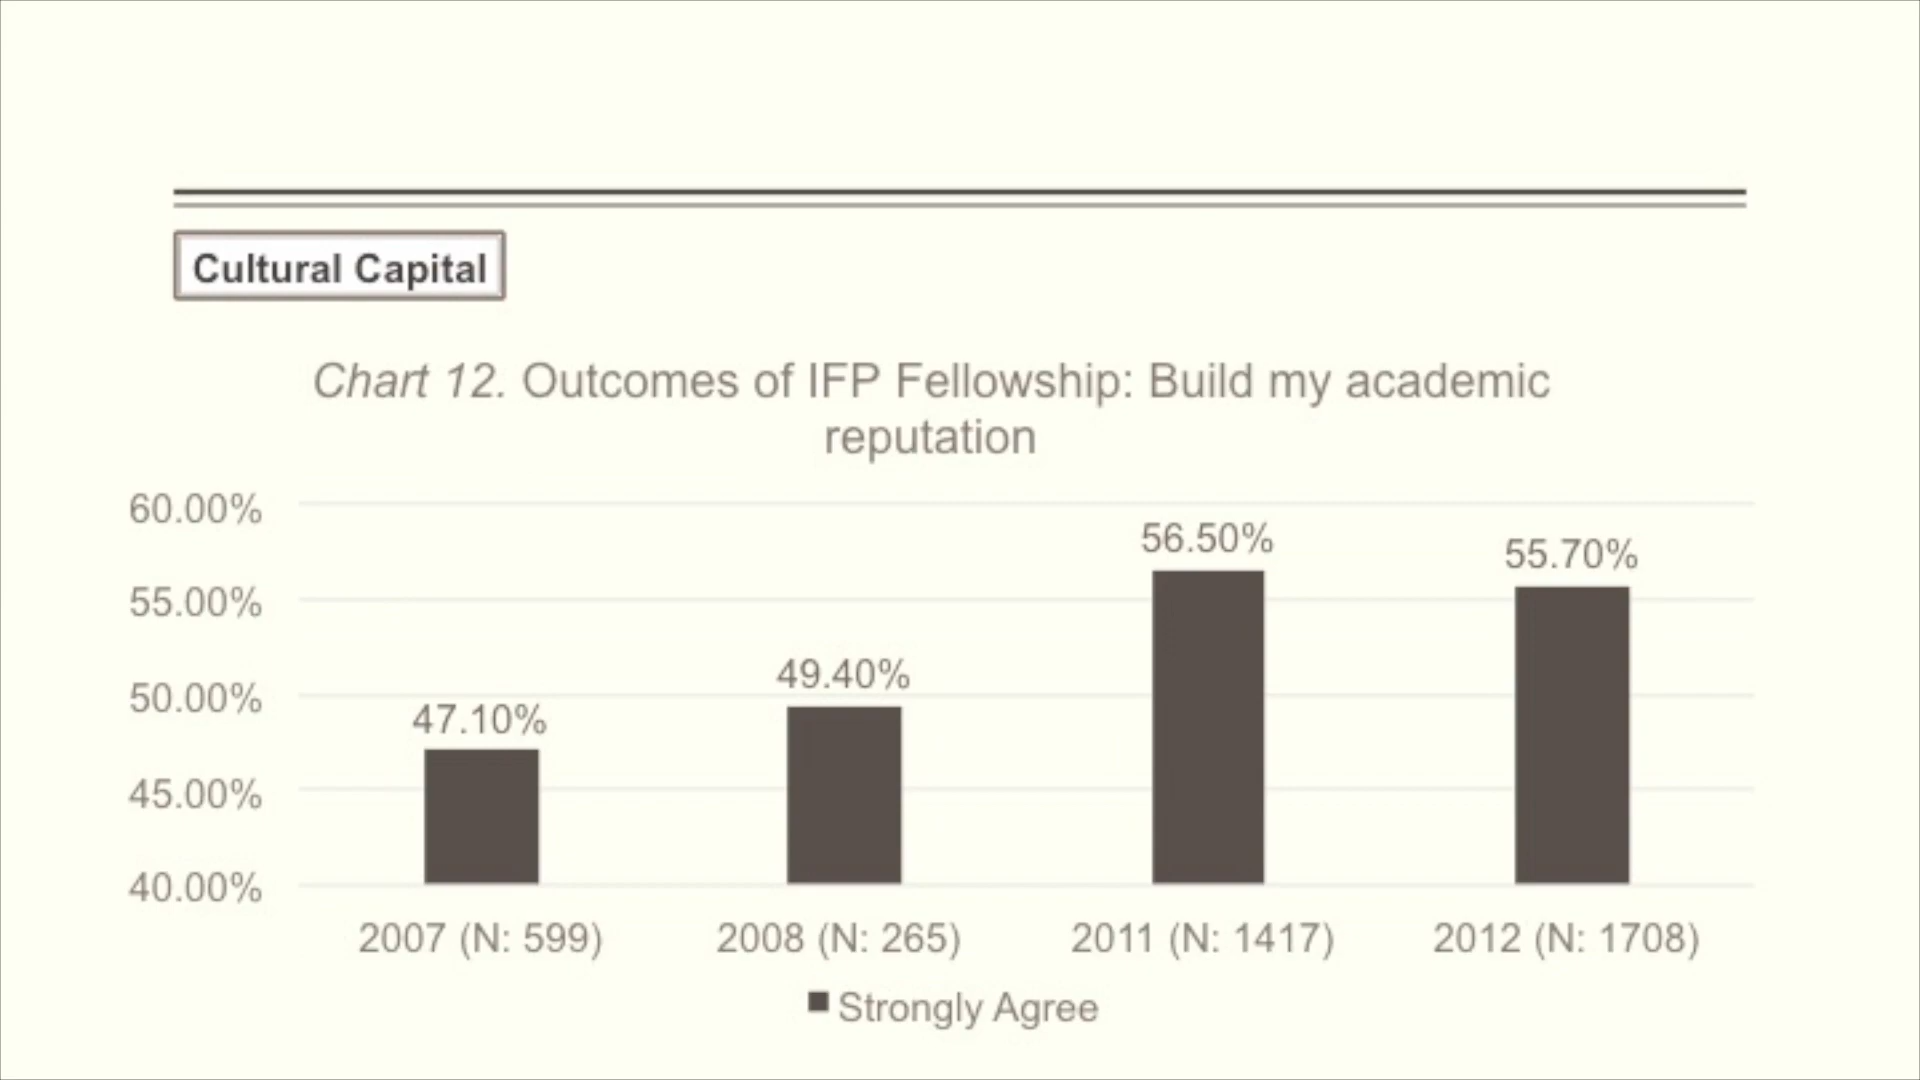 Cultural Capital
Chart 12. Outcomes of IFP Fellowship: Build my academic
reputation
60.00%
55.00%
50.00%
45.00%
40.00%
47.10%
49.40%
56.50%
55.70%
2007 (N: 599)
2008 (N: 265)
2011 (N: 1417)
2012 (N: 1708)
Strongly Agree